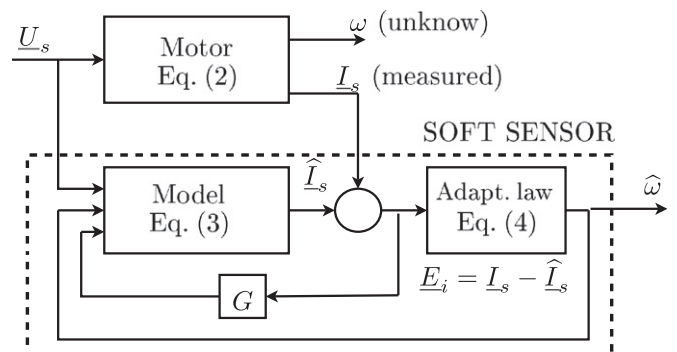 U_s
Motor
Eq. (2)
ω (unknow)
I_s (measured)
SOFT SENSOR
Model
Eq. (3)
Î_s
Adapt. law
Eq. (4)
ω̂
G
E_i = I_s − Î_s